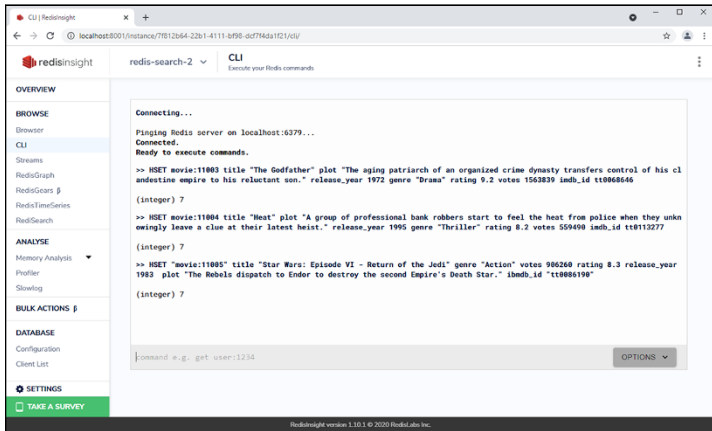 CLI | RedisInsight
localhost:8001/instance/7f812b64-22b1-4111-bf98-dcf7f4da1f21/cli/
redisinsight
redis-search-2
CLI
Execute your Redis commands
OVERVIEW
BROWSE
Browser
CLI
Streams
RedisGraph
RedisGears β
RedisTimeSeries
RediSearch
ANALYSE
Memory Analysis
Profiler
Slowlog
BULK ACTIONS β
DATABASE
Configuration
Client List
SETTINGS
TAKE A SURVEY
Connecting...
Pinging Redis server on localhost:6379...
Connected.
Ready to execute commands.
>> HSET movie:11003 title "The Godfather" plot "The aging patriarch of an organized crime dynasty transfers control of his cl
andestine empire to his reluctant son." release_year 1972 genre "Drama" rating 9.2 votes 1563839 imdb_id tt0068646
(integer) 7
>> HSET movie:11004 title "Heat" plot "A group of professional bank robbers start to feel the heat from police when they unkn
owingly leave a clue at their latest heist." release_year 1995 genre "Thriller" rating 8.2 votes 559490 imdb_id tt0113277
(integer) 7
>> HSET "movie:11005" title "Star Wars: Episode VI - Return of the Jedi" genre "Action" votes 906260 rating 8.3 release_year
1983 plot "The Rebels dispatch to Endor to destroy the second Empire's Death Star." ibmdb_id "tt0086190"
(integer) 7
command e.g. get user:1234
OPTIONS
RedisInsight version 1.10.1 © 2020 RedisLabs Inc.